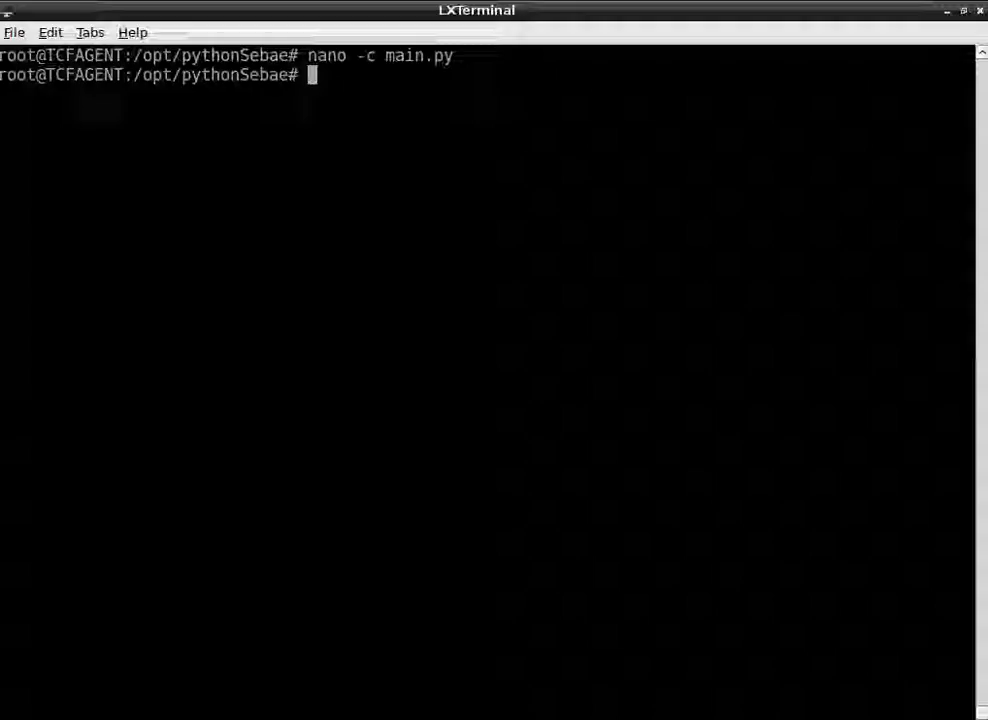 LXTerminal
File Edit Tabs Help
root@TCFAGENT:/opt/pythonSebae# nano -c main.py
root@TCFAGENT:/opt/pythonSebae#